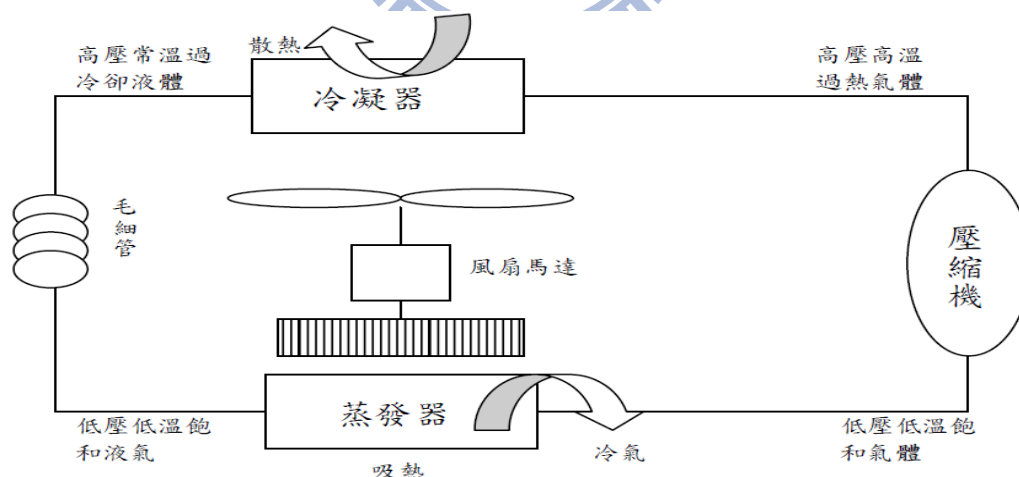 散熱
高壓常溫過
冷卻液體
冷凝器
高壓高溫
過熱氣體
毛
細
管
風扇馬達
壓
縮
機
低壓低溫飽
和液氣
蒸發器
吸熱
冷氣
低壓低溫飽
和氣體